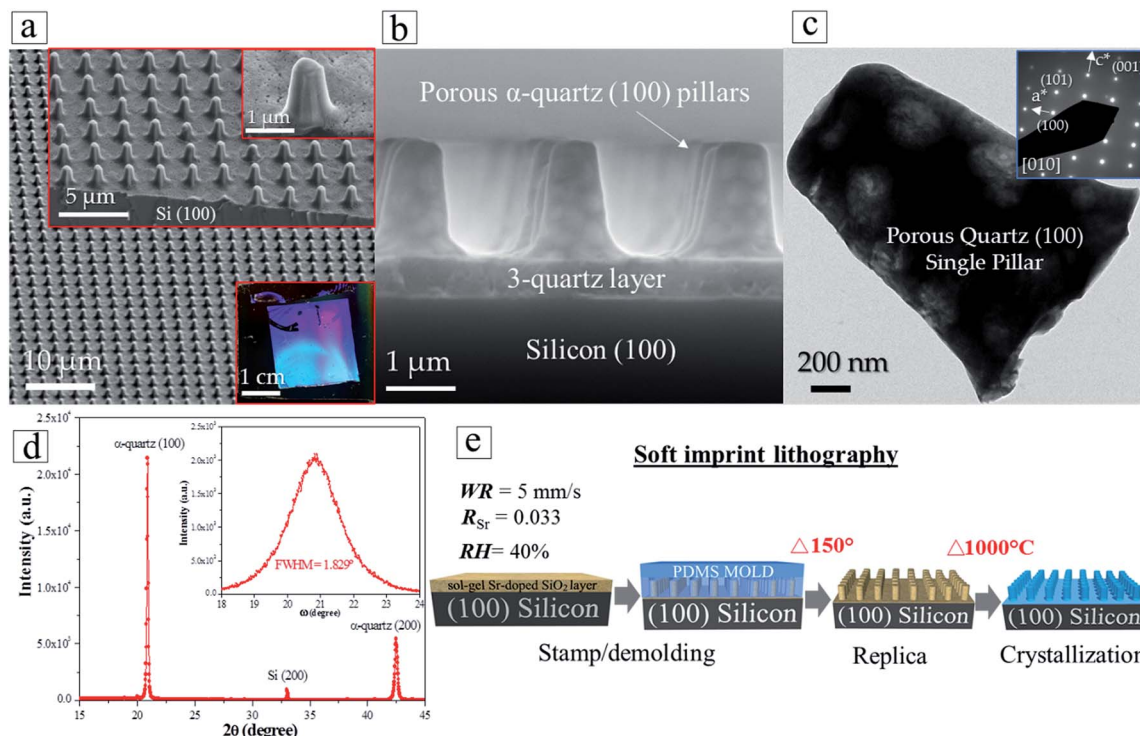 a
1 μm
5 μm
Si (100)
10 μm
1 cm
b
Porous α-quartz (100) pillars
3-quartz layer
Silicon (100)
1 μm
c
c*
(001)
(101)
a*
(100)
[010]
Porous Quartz (100)
Single Pillar
200 nm
d
α-quartz (100)
α-quartz (200)
Si (200)
Intensity (a.u.)
2.5x10⁴
2.0x10⁴
1.5x10⁴
1.0x10⁴
5.0x10³
0.0
15 20 25 30 35 40 45
2θ (degree)
Intensity (a.u.)
2.5x10³
2.0x10³
1.5x10³
1.0x10³
5.0x10²
0.0
FWHM = 1.829°
18 19 20 21 22 23 24
ω (degree)
e
Soft imprint lithography
WR = 5 mm/s
R_Sr = 0.033
RH= 40%
sol-gel Sr-doped SiO₂ layer
(100) Silicon
PDMS MOLD
(100) Silicon
△150°
(100) Silicon
△1000°C
(100) Silicon
Stamp/demolding
Replica
Crystallization